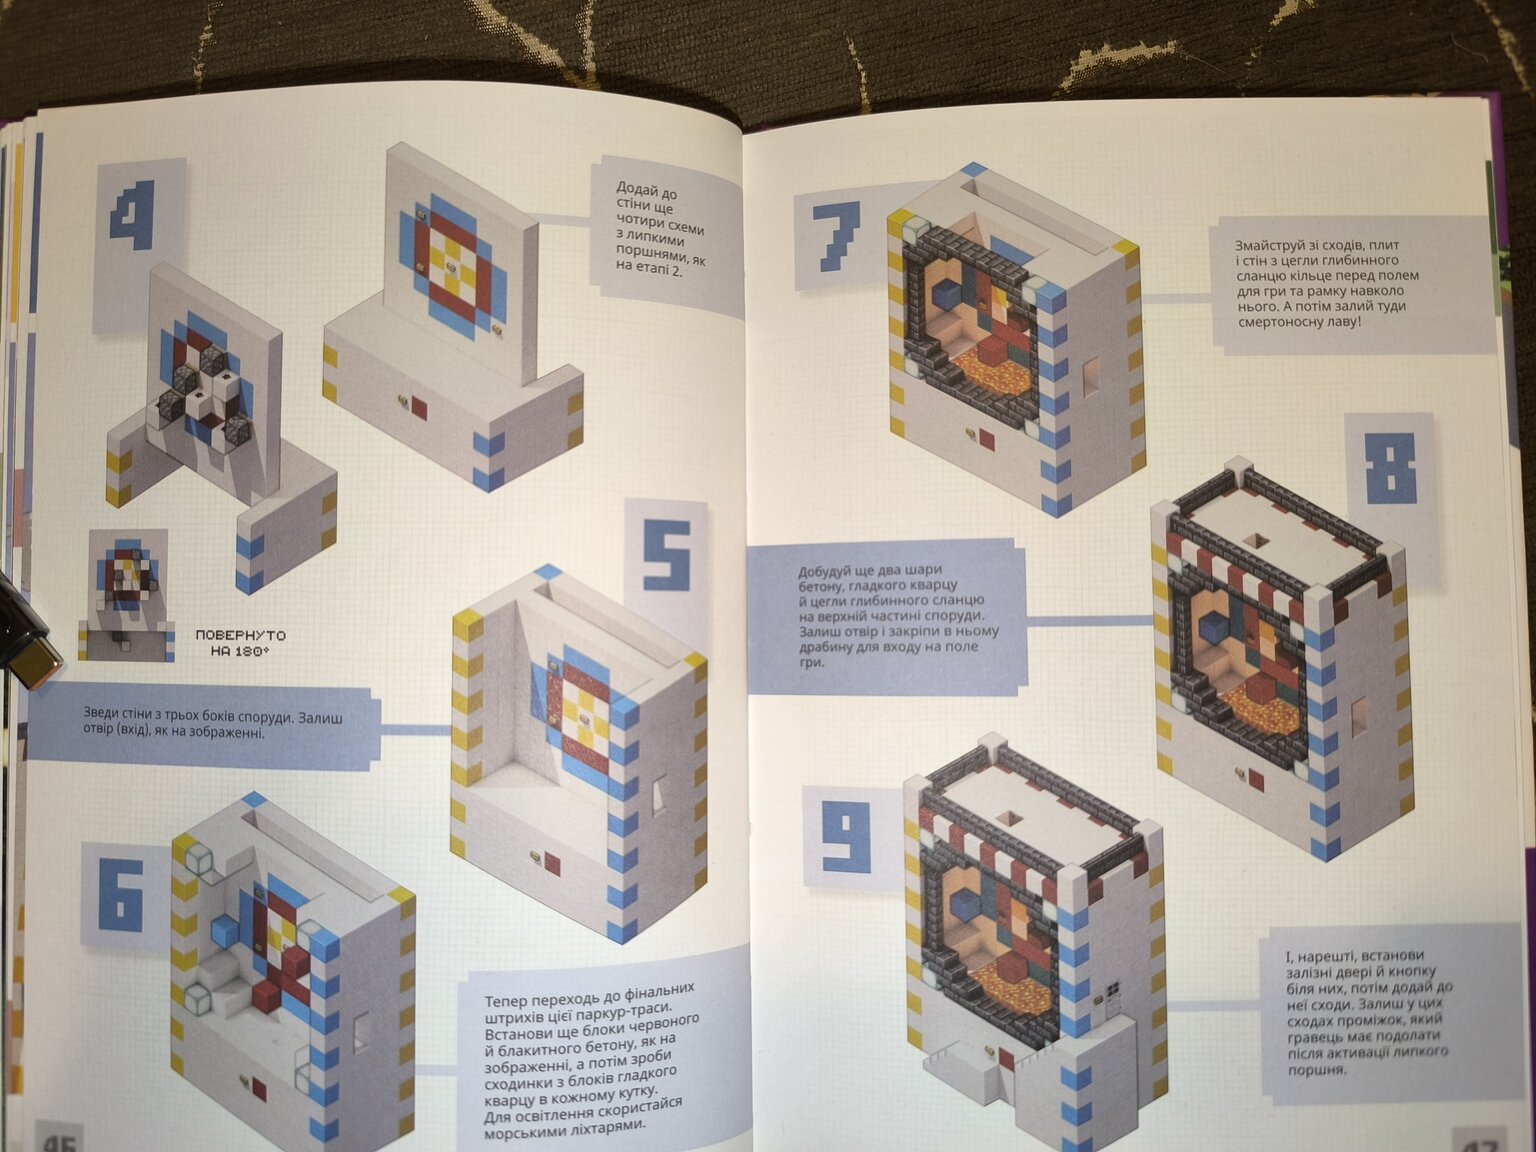 4
Додай до
стіни ще
чотири схеми
з липкими
поршнями, як
на етапі 2.
ПОВЕРНУТО
НА 180°
5
Зведи стіни з трьох боків споруди. Залиш
отвір (вхід), як на зображенні.
6
Тепер переходь до фінальних
штрихів цієї паркур-траси.
Встанови ще блоки червоного
й блакитного бетону, як на
зображенні, а потім зроби
сходинки з блоків гладкого
кварцу в кожному кутку.
Для освітлення скористайся
морськими ліхтарями.
46
7
Змайструй зі сходів, плит
і стін з цегли глибинного
сланцю кільце перед полем
для гри та рамку навколо
нього. А потім залий туди
смертоносну лаву!
8
Добудуй ще два шари
бетону, гладкого кварцу
й цегли глибинного сланцю
на верхній частині споруди.
Залиш отвір і закріпи в ньому
драбину для входу на поле
гри.
9
І, нарешті, встанови
залізні двері й кнопку
біля них, потім додай до
неї сходи. Залиш у цих
сходах проміжок, який
гравець має подолати
після активації липкого
поршня.
47